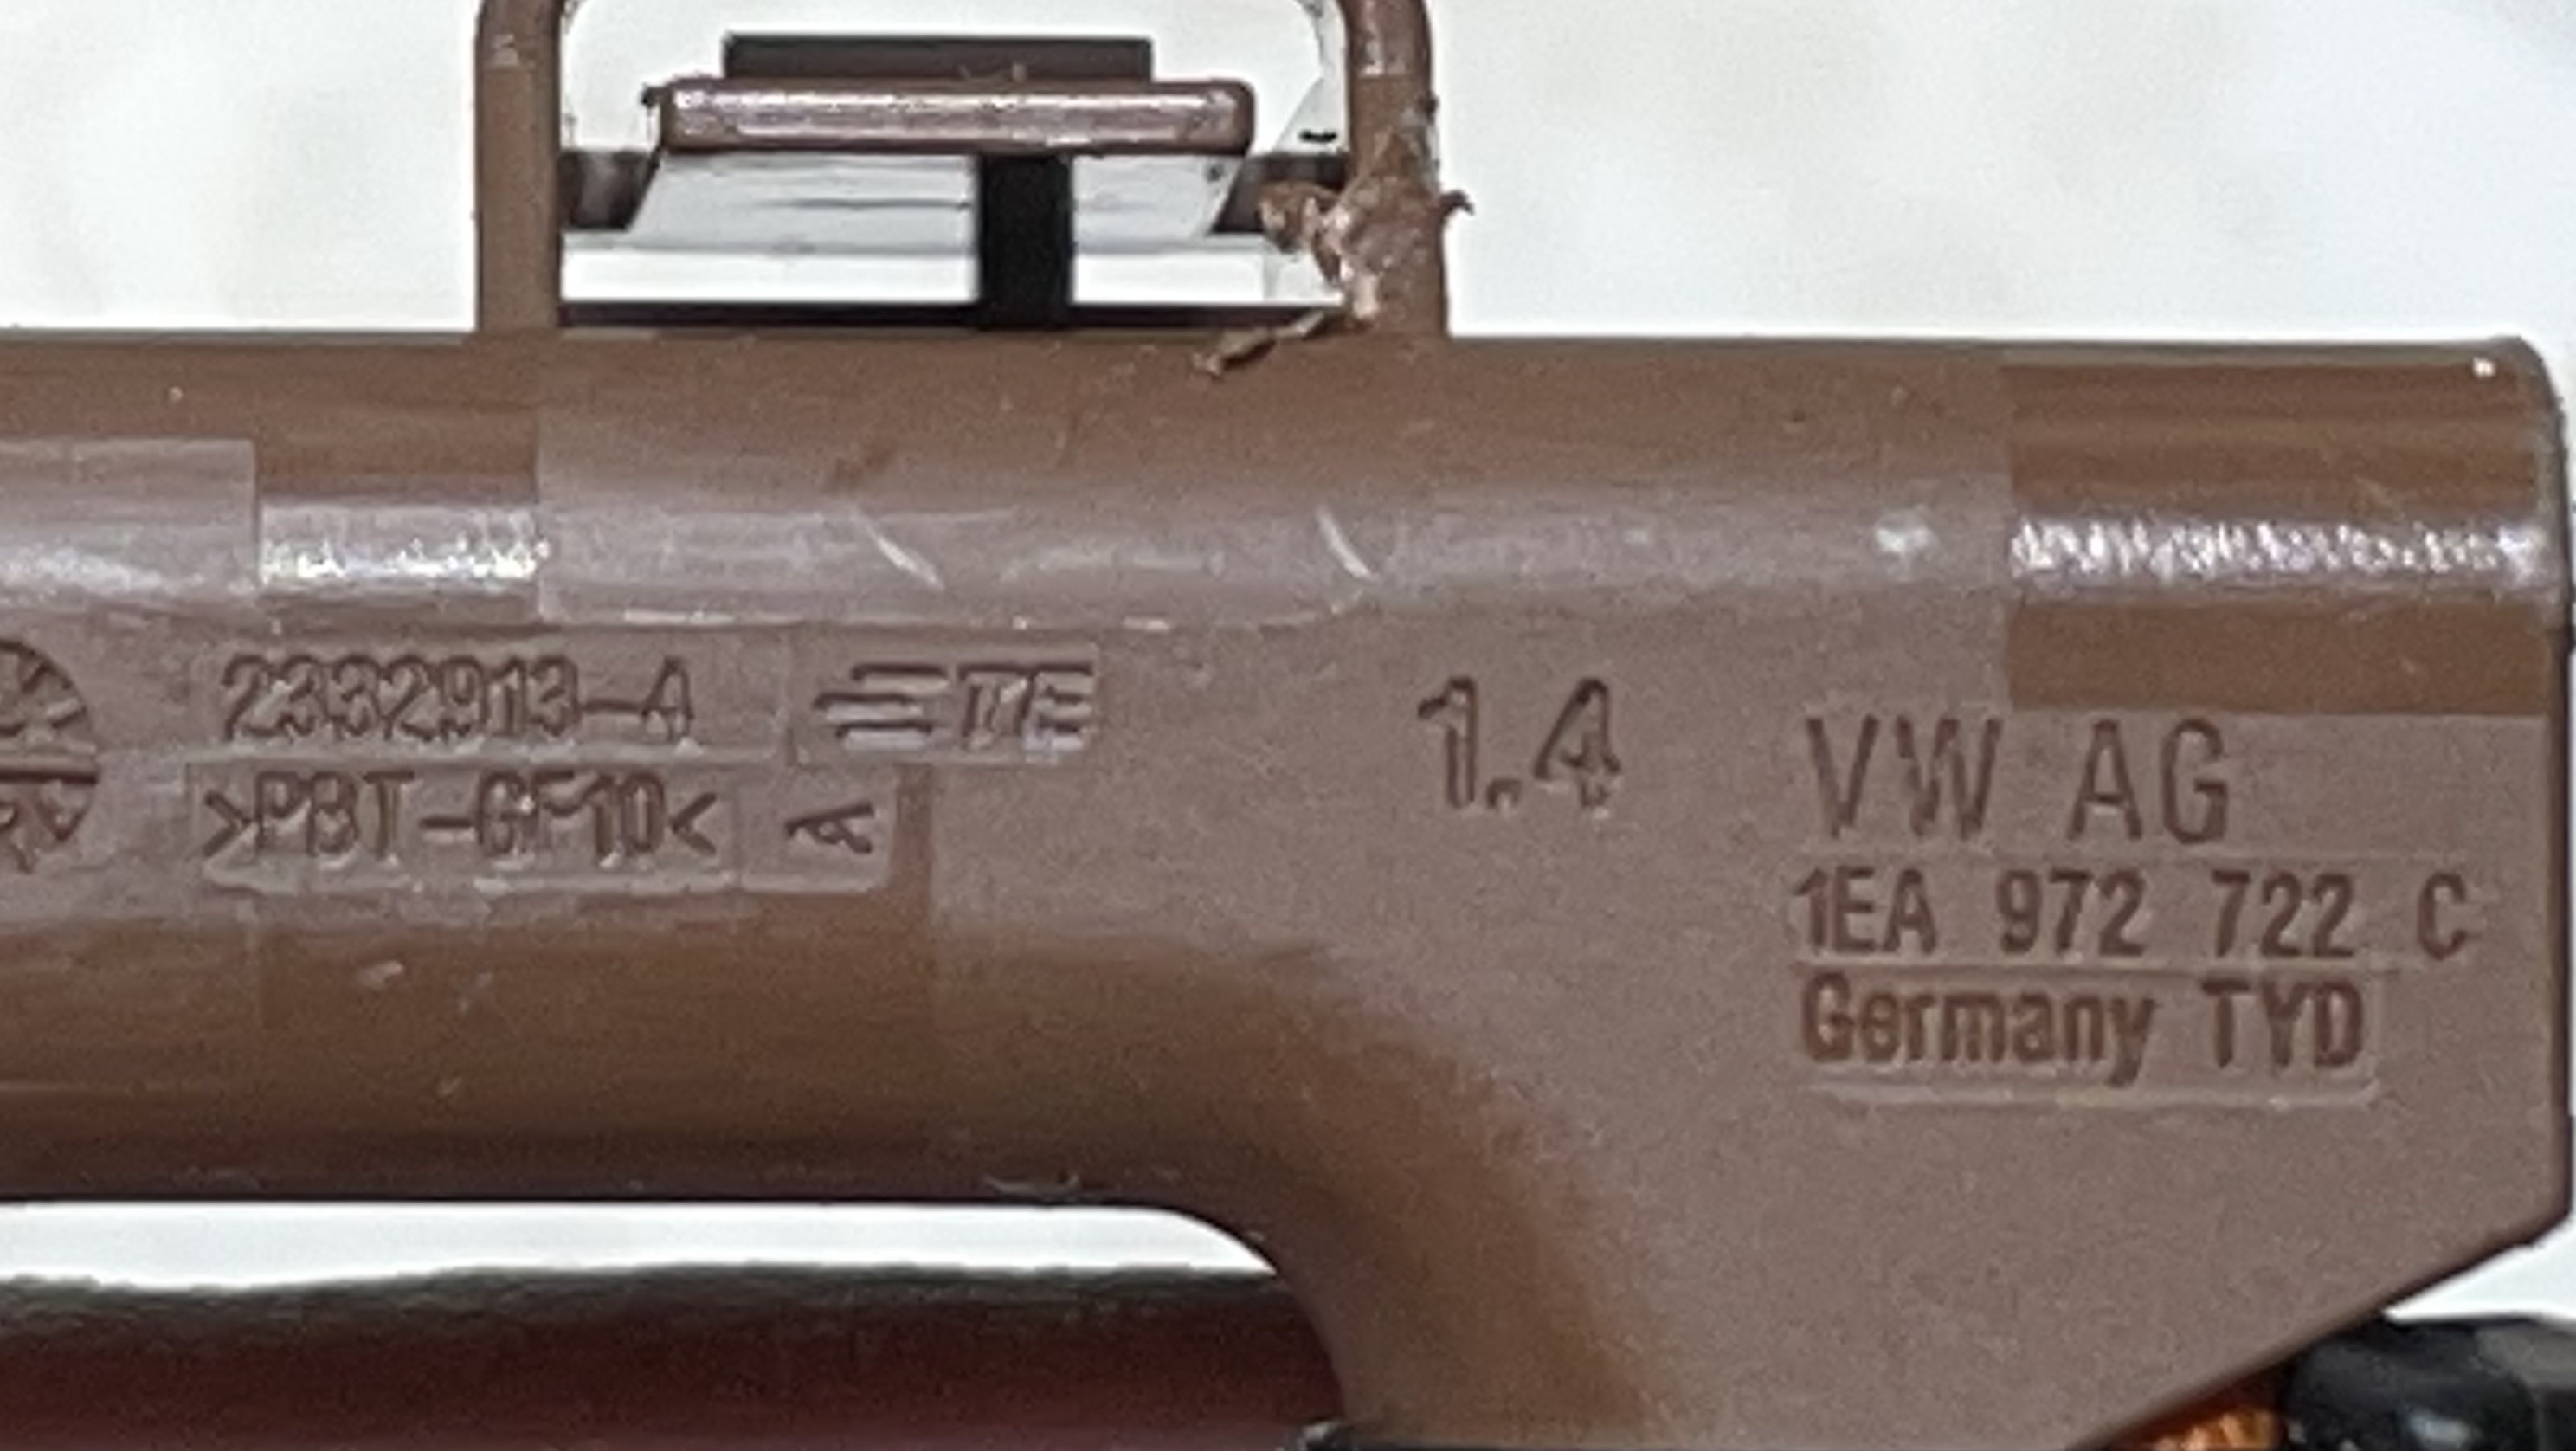 2332913-A
TE
>PBT-GF10<
A
1.4
VW AG
1EA 972 722 C
Germany TYD